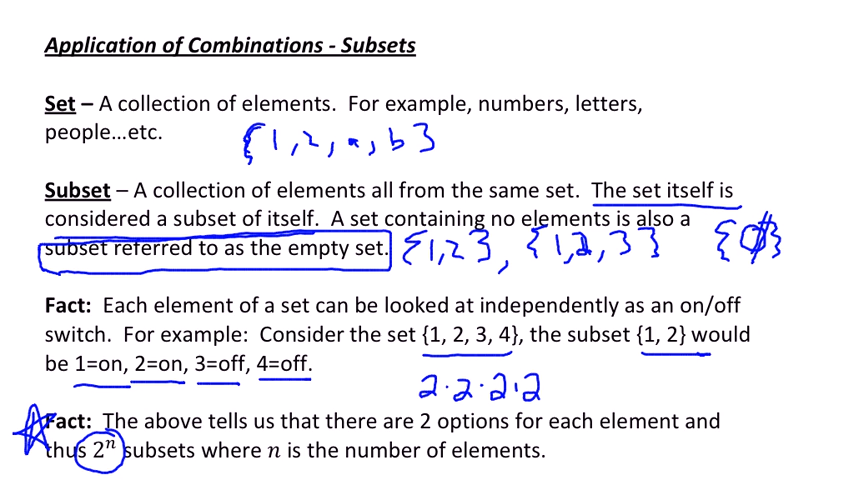 Application of Combinations - Subsets
Set – A collection of elements. For example, numbers, letters,
people…etc.
{1, 2, a, b}
Subset – A collection of elements all from the same set. The set itself is
considered a subset of itself. A set containing no elements is also a
subset referred to as the empty set. {1,2}, {1,2,3} {∅}
Fact: Each element of a set can be looked at independently as an on/off
switch. For example: Consider the set {1, 2, 3, 4}, the subset {1, 2} would
be 1=on, 2=on, 3=off, 4=off.
2·2·2·2
Fact: The above tells us that there are 2 options for each element and
thus 2ⁿ subsets where n is the number of elements.